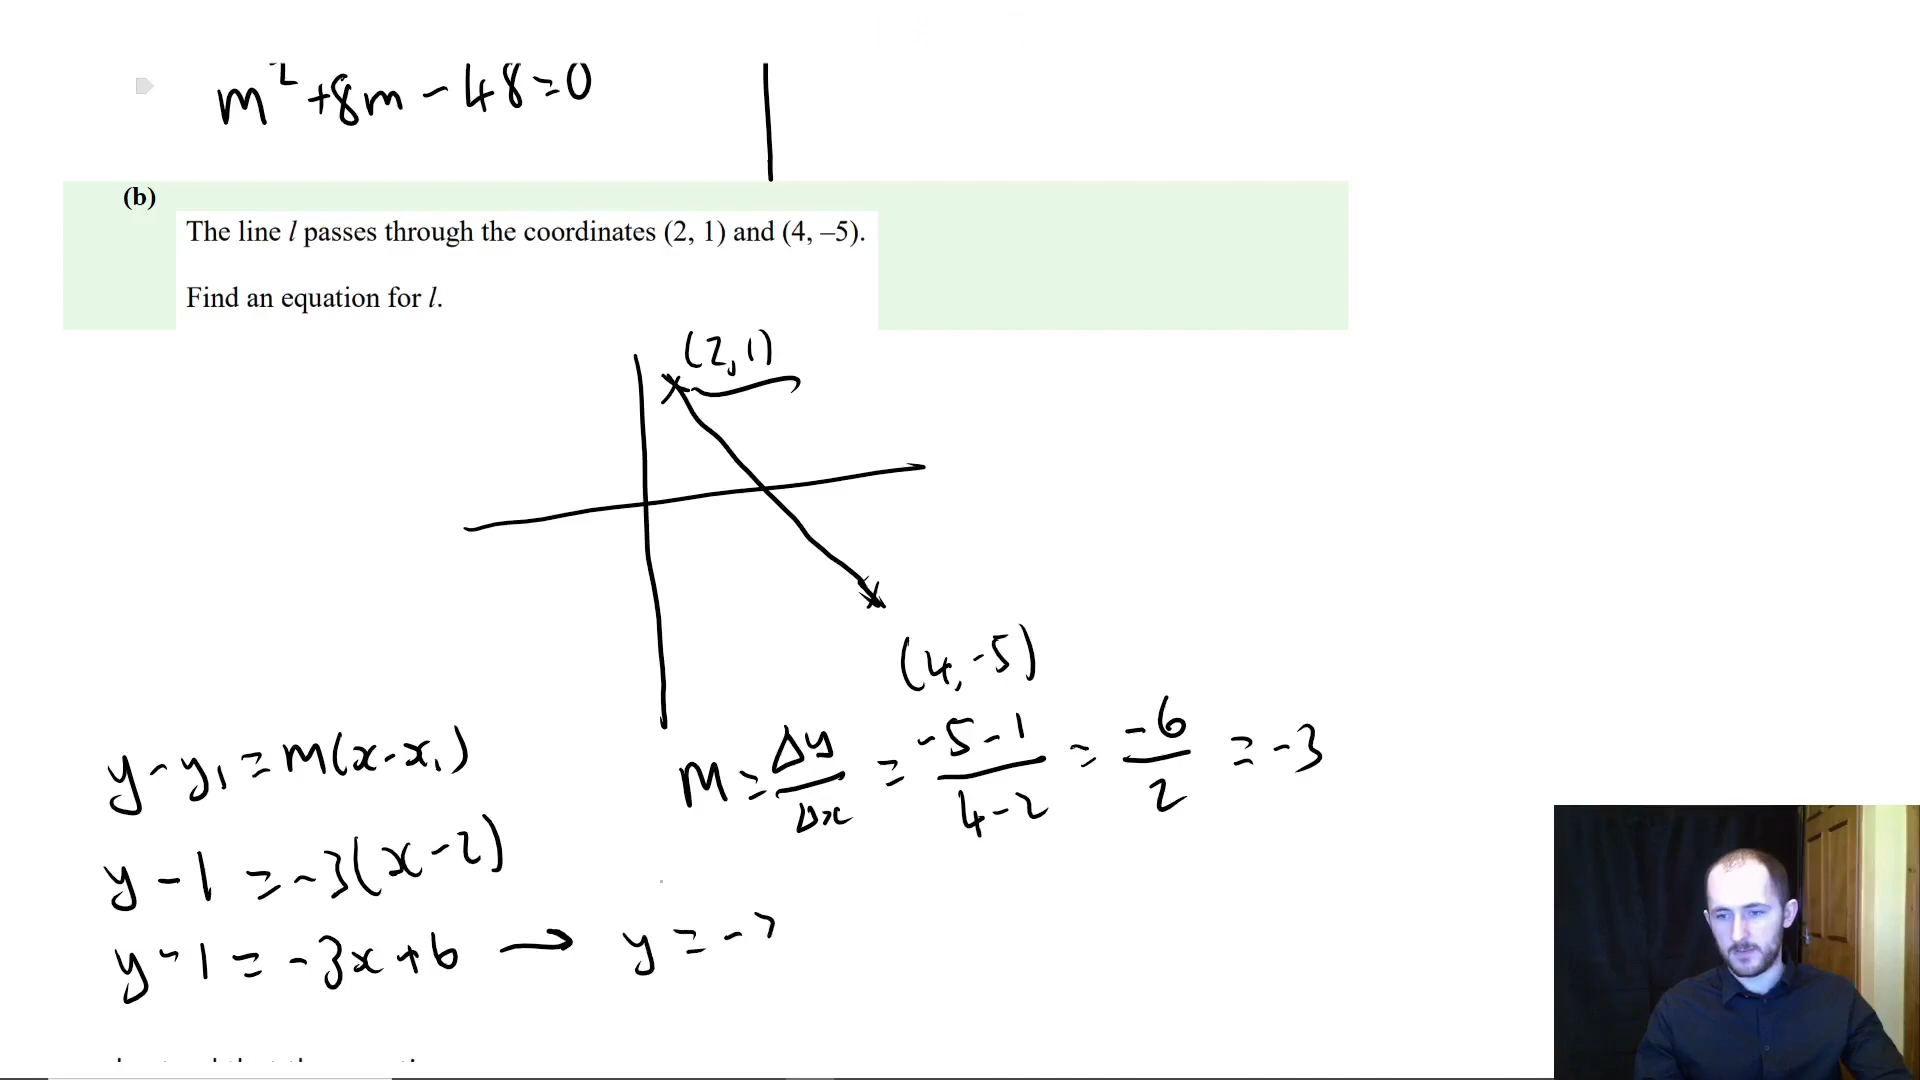 m²+8m-48=0
(b)
The line l passes through the coordinates (2, 1) and (4, –5).
Find an equation for l.
(2,1)
(4,-5)
y-y₁=m(x-x₁)
M=Δy/Δx=-5-1/4-2=-6/2=-3
y-1=-3(x-2)
y-1=-3x+6 → y=-